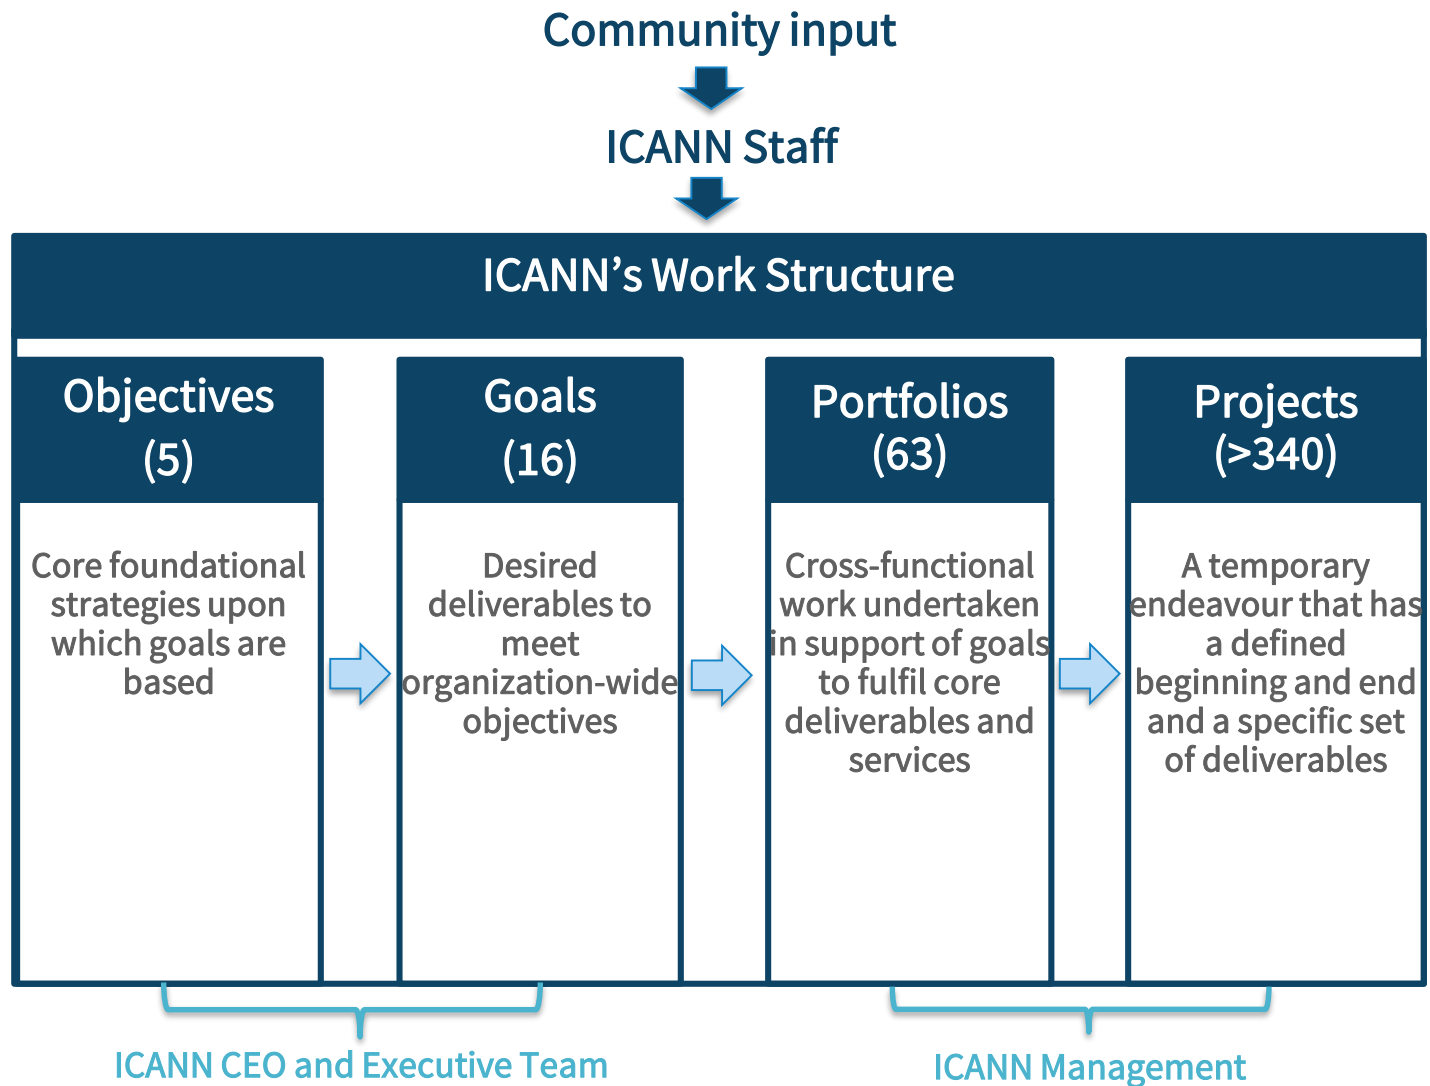 Community input
ICANN Staff
ICANN’s Work Structure
Objectives
(5)
Core foundational
strategies upon
which goals are
based
Goals
(16)
Desired
deliverables to
meet
organization-wide
objectives
Portfolios
(63)
Cross-functional
work undertaken
in support of goals
to fulfil core
deliverables and
services
Projects
(>340)
A temporary
endeavour that has
a defined
beginning and end
and a specific set
of deliverables
ICANN CEO and Executive Team
ICANN Management